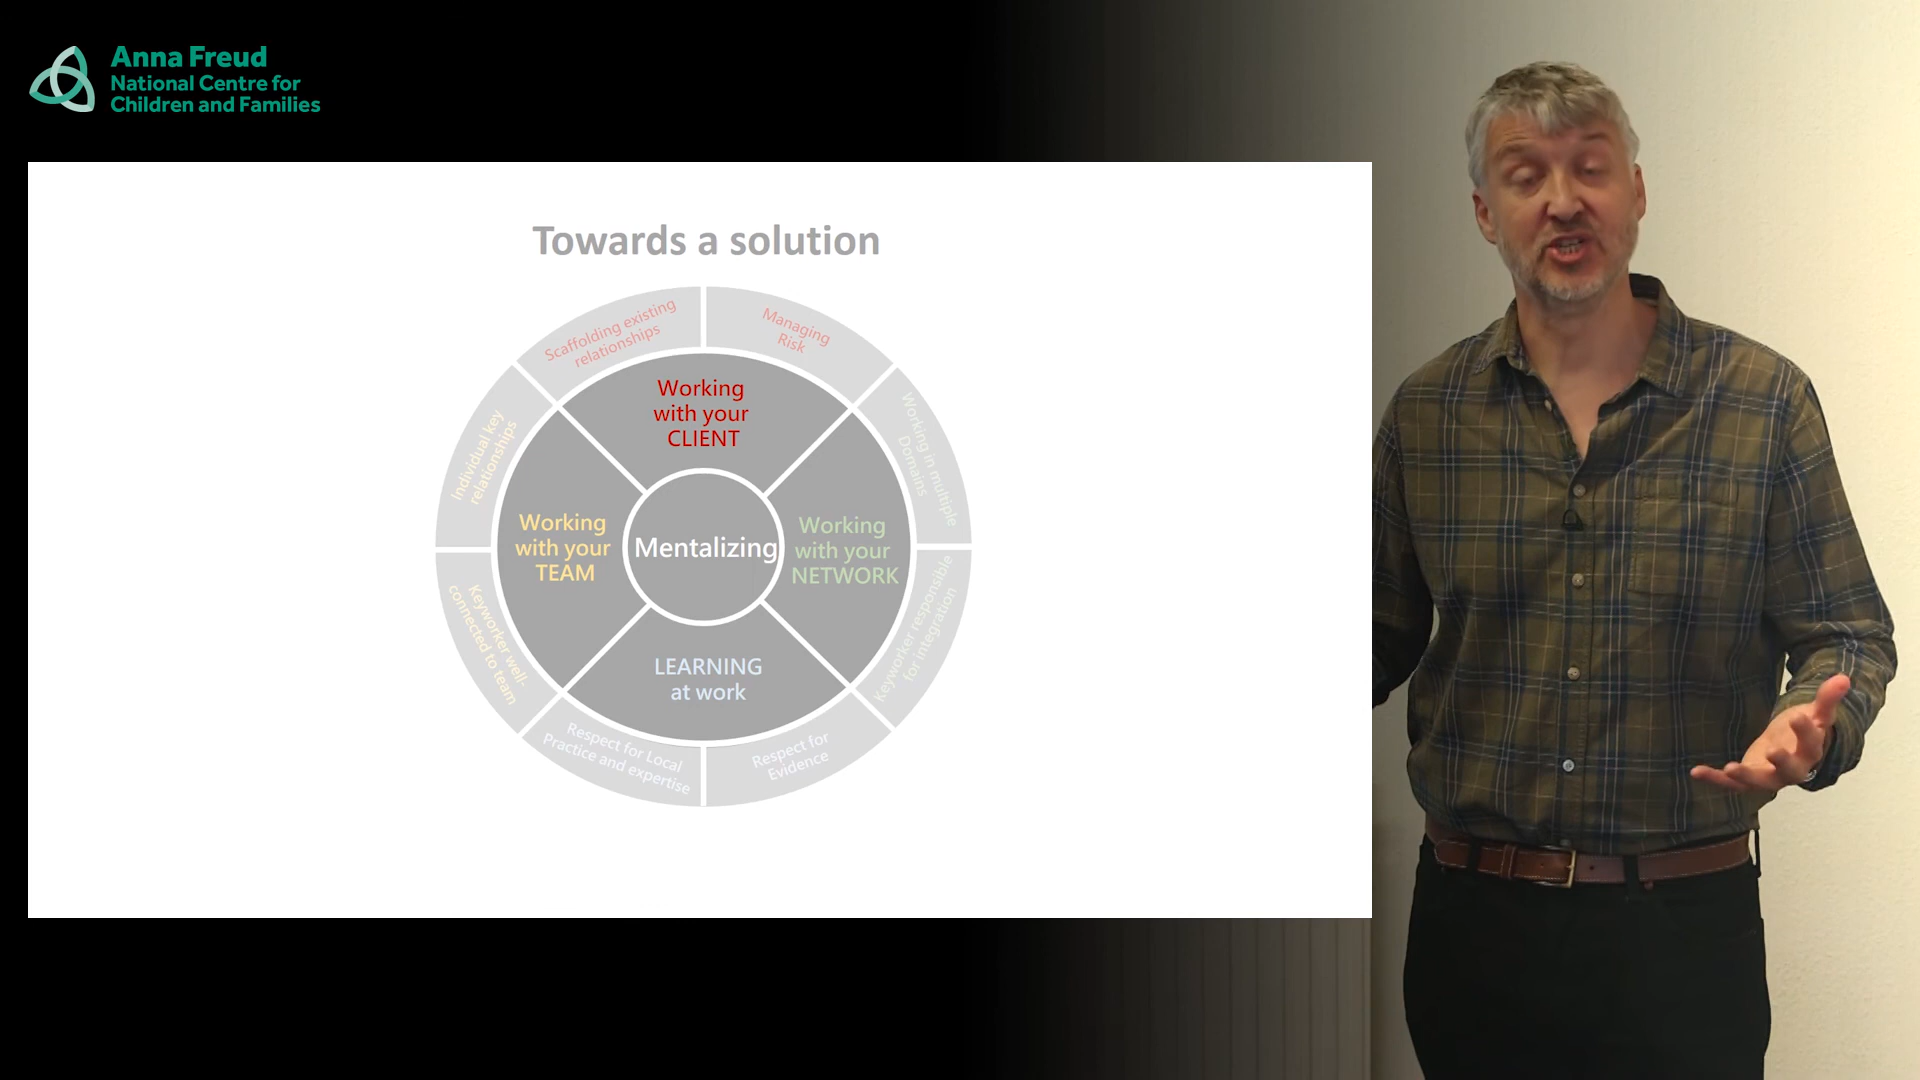 Anna Freud
National Centre for
Children and Families
Towards a solution
Scaffolding existing
relationships
Managing
Risk
Individual key
relationships
Working
with your
CLIENT
Working in multiple
Domains
Working
with your
TEAM
Mentalizing
Working
with your
NETWORK
Keyworker well-
connected to team
Keyworker responsible
for integration
LEARNING
at work
Respect for Local
Practice and expertise
Respect for
Evidence